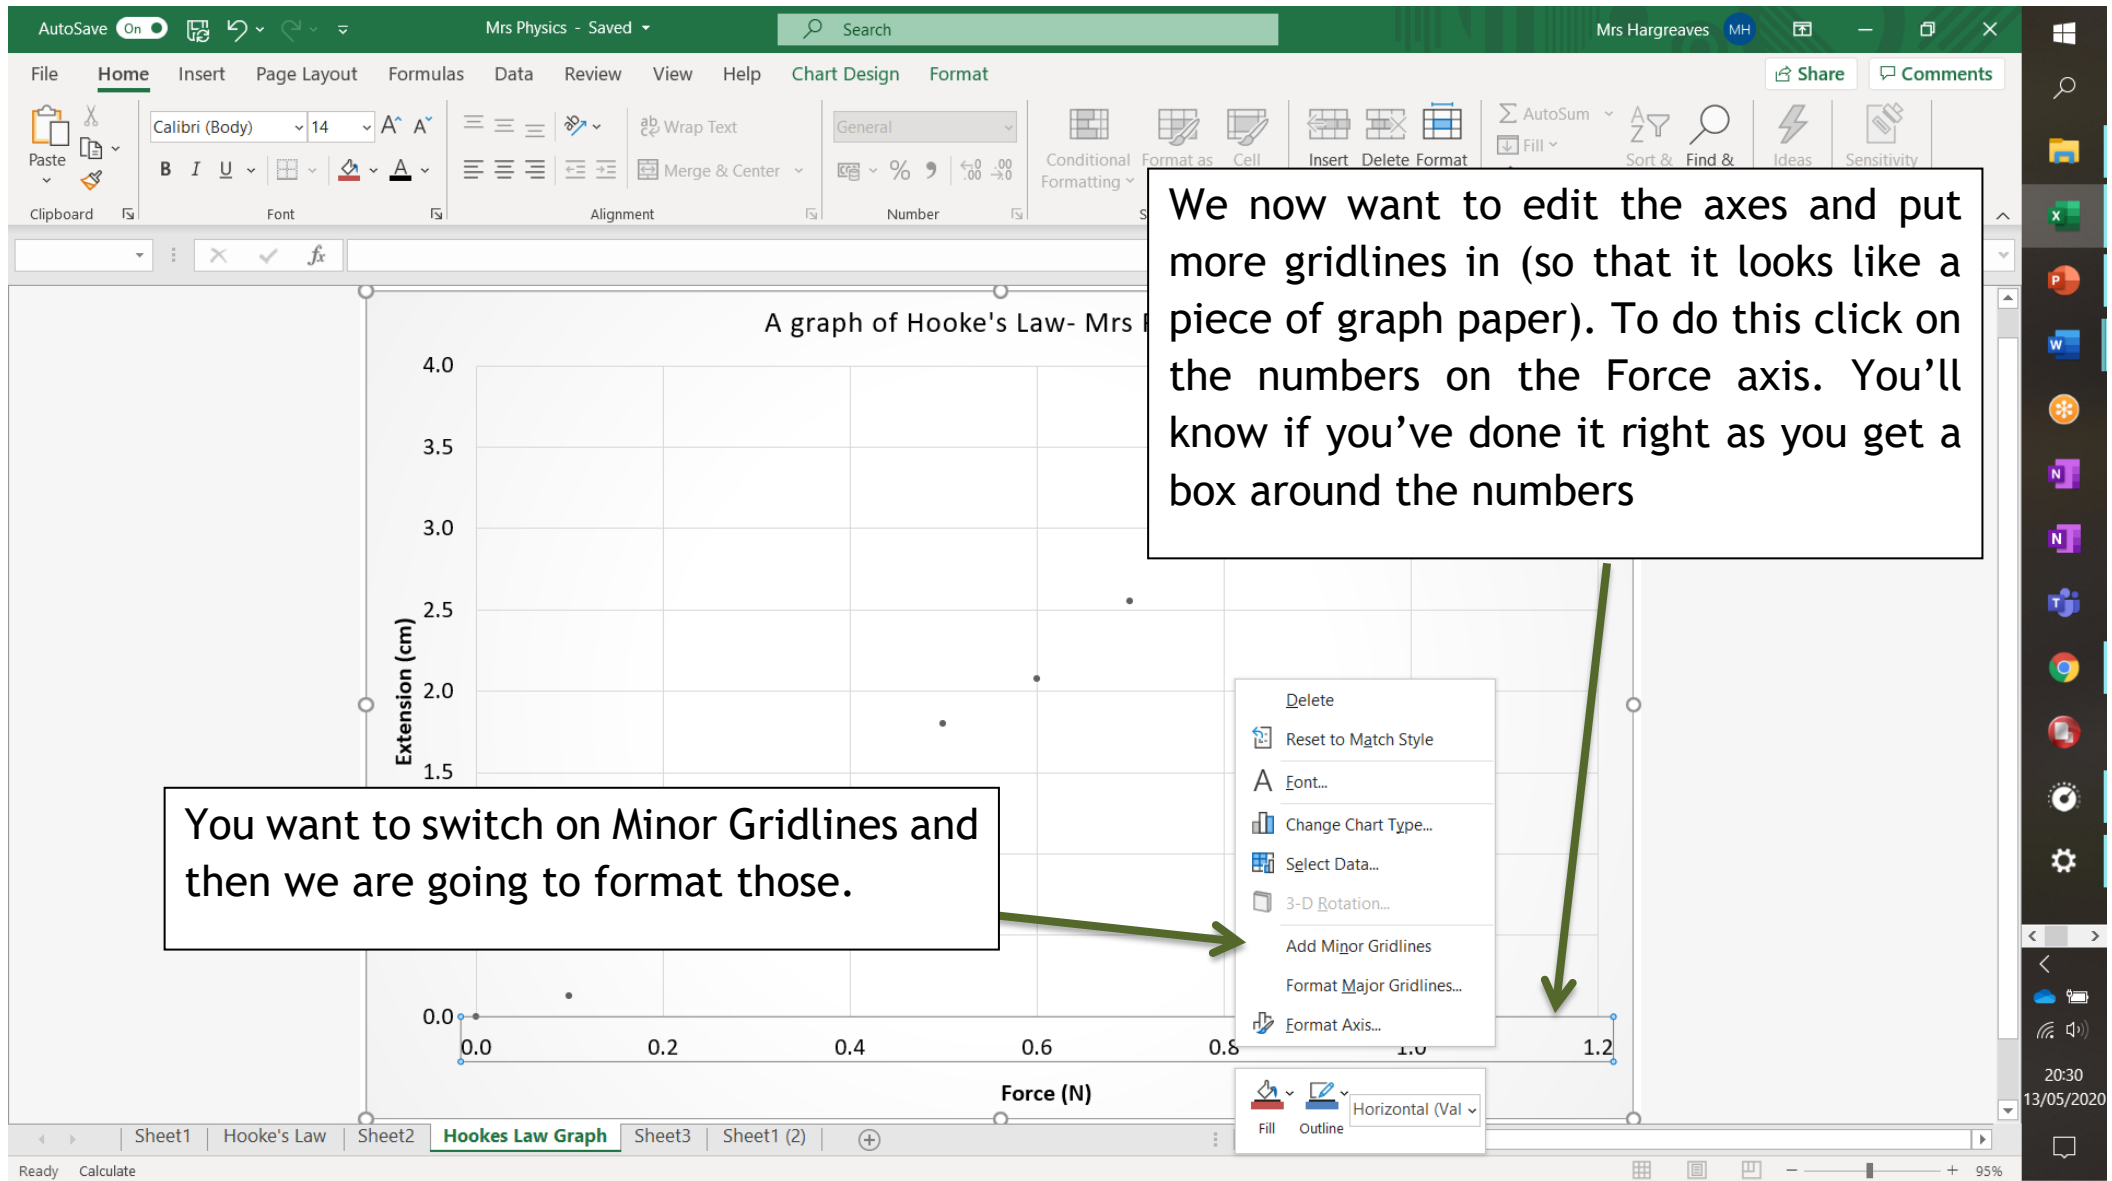 AutoSave On Mrs Physics - Saved Search Mrs Hargreaves MH
File Home Insert Page Layout Formulas Data Review View Help Chart Design Format Share Comments
Calibri (Body) 14 Wrap Text General AutoSum
Paste Merge & Center Conditional Format as Cell Insert Delete Format Fill Sort & Find & Ideas Sensitivity
Formatting
Clipboard Font Alignment Number
We now want to edit the axes and put
more gridlines in (so that it looks like a
piece of graph paper). To do this click on
the numbers on the Force axis. You'll
know if you've done it right as you get a
box around the numbers
A graph of Hooke's Law- Mrs
4.0
3.5
3.0
2.5
2.0
1.5
0.0
Extension (cm)
You want to switch on Minor Gridlines and
then we are going to format those.
Delete
Reset to Match Style
Font...
Change Chart Type...
Select Data...
3-D Rotation...
Add Minor Gridlines
Format Major Gridlines...
Format Axis...
0.0 0.2 0.4 0.6 0.8 1.0 1.2
Force (N)
Horizontal (Val
Fill Outline
Sheet1 Hooke's Law Sheet2 Hookes Law Graph Sheet3 Sheet1 (2)
Ready Calculate 95%
20:30
13/05/2020